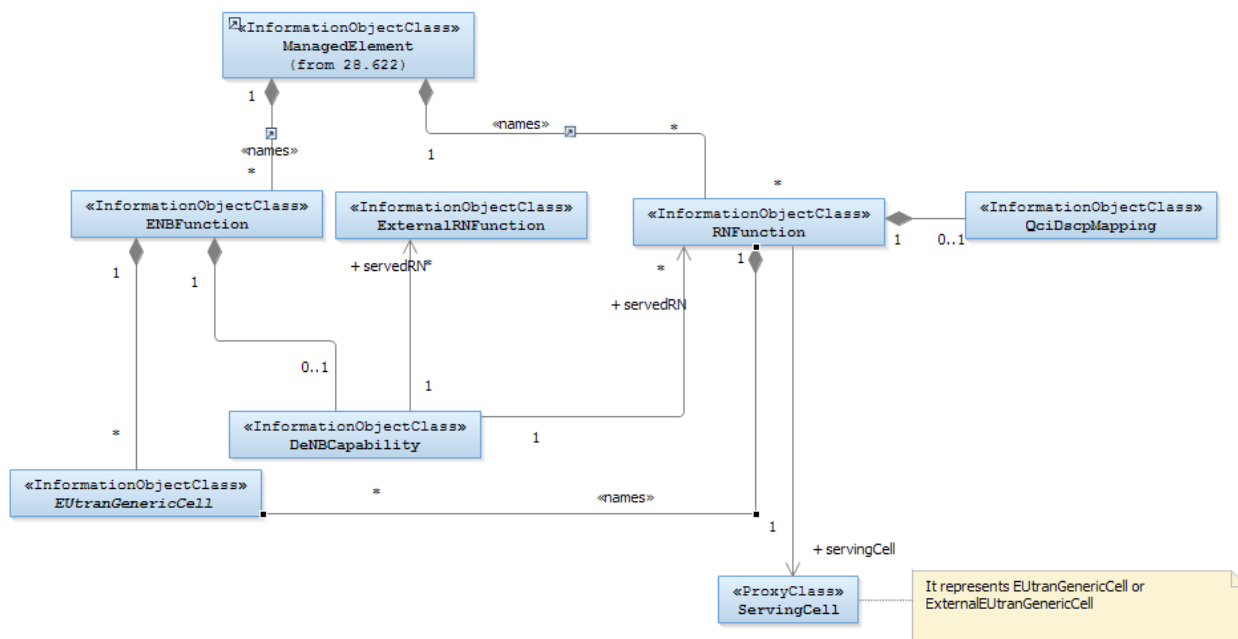 «InformationObjectClass»
ManagedElement
(from 28.622)
1
«names»
*
«names»
*
1
*
«InformationObjectClass»
ENBFunction
«InformationObjectClass»
ExternalRNFunction
«InformationObjectClass»
RNFunction
«InformationObjectClass»
QciDscpMapping
1
0..1
1
1
+ servedRN*
*
1
+ servedRN
0..1
1
1
«InformationObjectClass»
DeNBCapability
*
«InformationObjectClass»
EUtranGenericCell
*
«names»
1
+ servingCell
«ProxyClass»
ServingCell
It represents EUtranGenericCell or
ExternalEUtranGenericCell